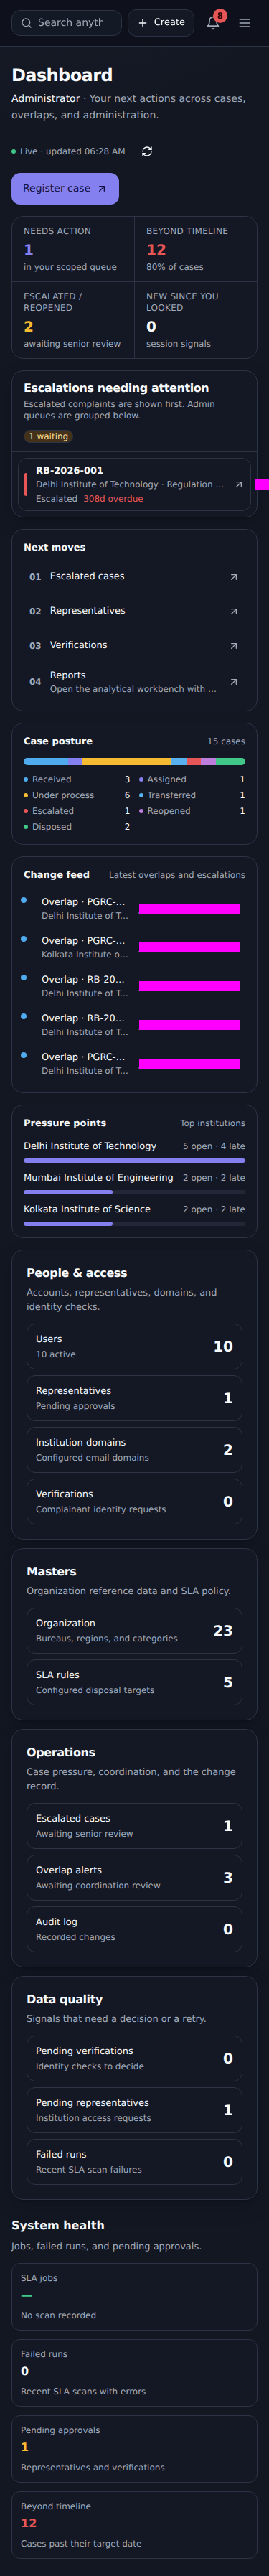 Search anyth
Create
8
Dashboard
Administrator · Your next actions across cases,
overlaps, and administration.
Live · updated 06:28 AM
Register case
NEEDS ACTION
1
in your scoped queue
BEYOND TIMELINE
12
80% of cases
ESCALATED /
REOPENED
2
awaiting senior review
NEW SINCE YOU
LOOKED
0
session signals
Escalations needing attention
Escalated complaints are shown first. Admin
queues are grouped below.
1 waiting
RB-2026-001
Delhi Institute of Technology · Regulation ...
Escalated 308d overdue
Next moves
01 Escalated cases
02 Representatives
03 Verifications
04 Reports
Open the analytical workbench with ...
Case posture 15 cases
Received 3 Assigned 1
Under process 6 Transferred 1
Escalated 1 Reopened 1
Disposed 2
Change feed Latest overlaps and escalations
Overlap · PGRC-...
Delhi Institute of T...
Overlap · PGRC-...
Kolkata Institute o...
Overlap · RB-20...
Delhi Institute of T...
Overlap · RB-20...
Delhi Institute of T...
Overlap · PGRC-...
Delhi Institute of T...
Pressure points Top institutions
Delhi Institute of Technology 5 open · 4 late
Mumbai Institute of Engineering 2 open · 2 late
Kolkata Institute of Science 2 open · 2 late
People & access
Accounts, representatives, domains, and
identity checks.
Users
10 active
10
Representatives
Pending approvals
1
Institution domains
Configured email domains
2
Verifications
Complainant identity requests
0
Masters
Organization reference data and SLA policy.
Organization
Bureaus, regions, and categories
23
SLA rules
Configured disposal targets
5
Operations
Case pressure, coordination, and the change
record.
Escalated cases
Awaiting senior review
1
Overlap alerts
Awaiting coordination review
3
Audit log
Recorded changes
0
Data quality
Signals that need a decision or a retry.
Pending verifications
Identity checks to decide
0
Pending representatives
Institution access requests
1
Failed runs
Recent SLA scan failures
0
System health
Jobs, failed runs, and pending approvals.
SLA jobs
—
No scan recorded
Failed runs
0
Recent SLA scans with errors
Pending approvals
1
Representatives and verifications
Beyond timeline
12
Cases past their target date